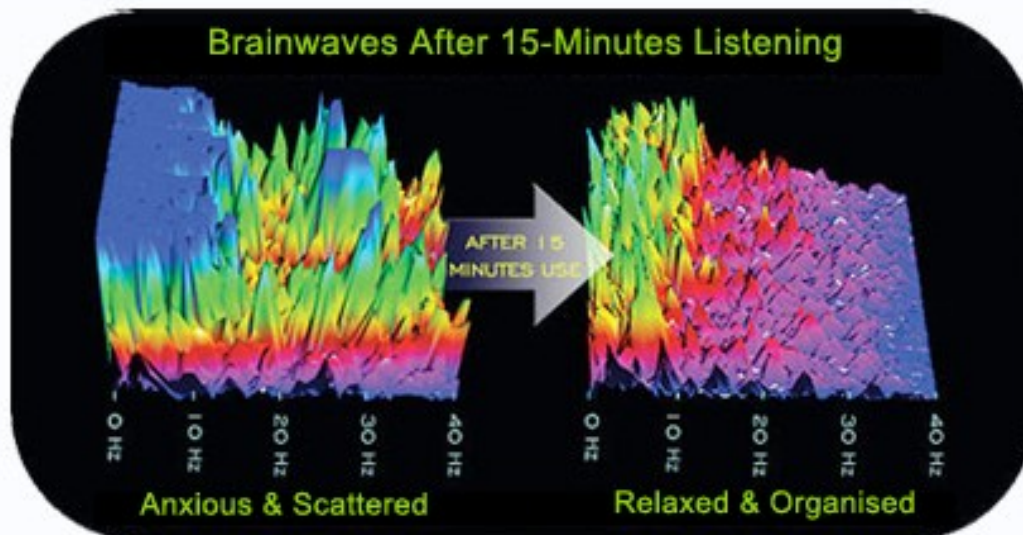 Brainwaves After 15-Minutes Listening
AFTER 15
MINUTES USE
0 Hz
10 Hz
20 Hz
30 Hz
40 Hz
0 Hz
10 Hz
20 Hz
30 Hz
40 Hz
Anxious & Scattered
Relaxed & Organised